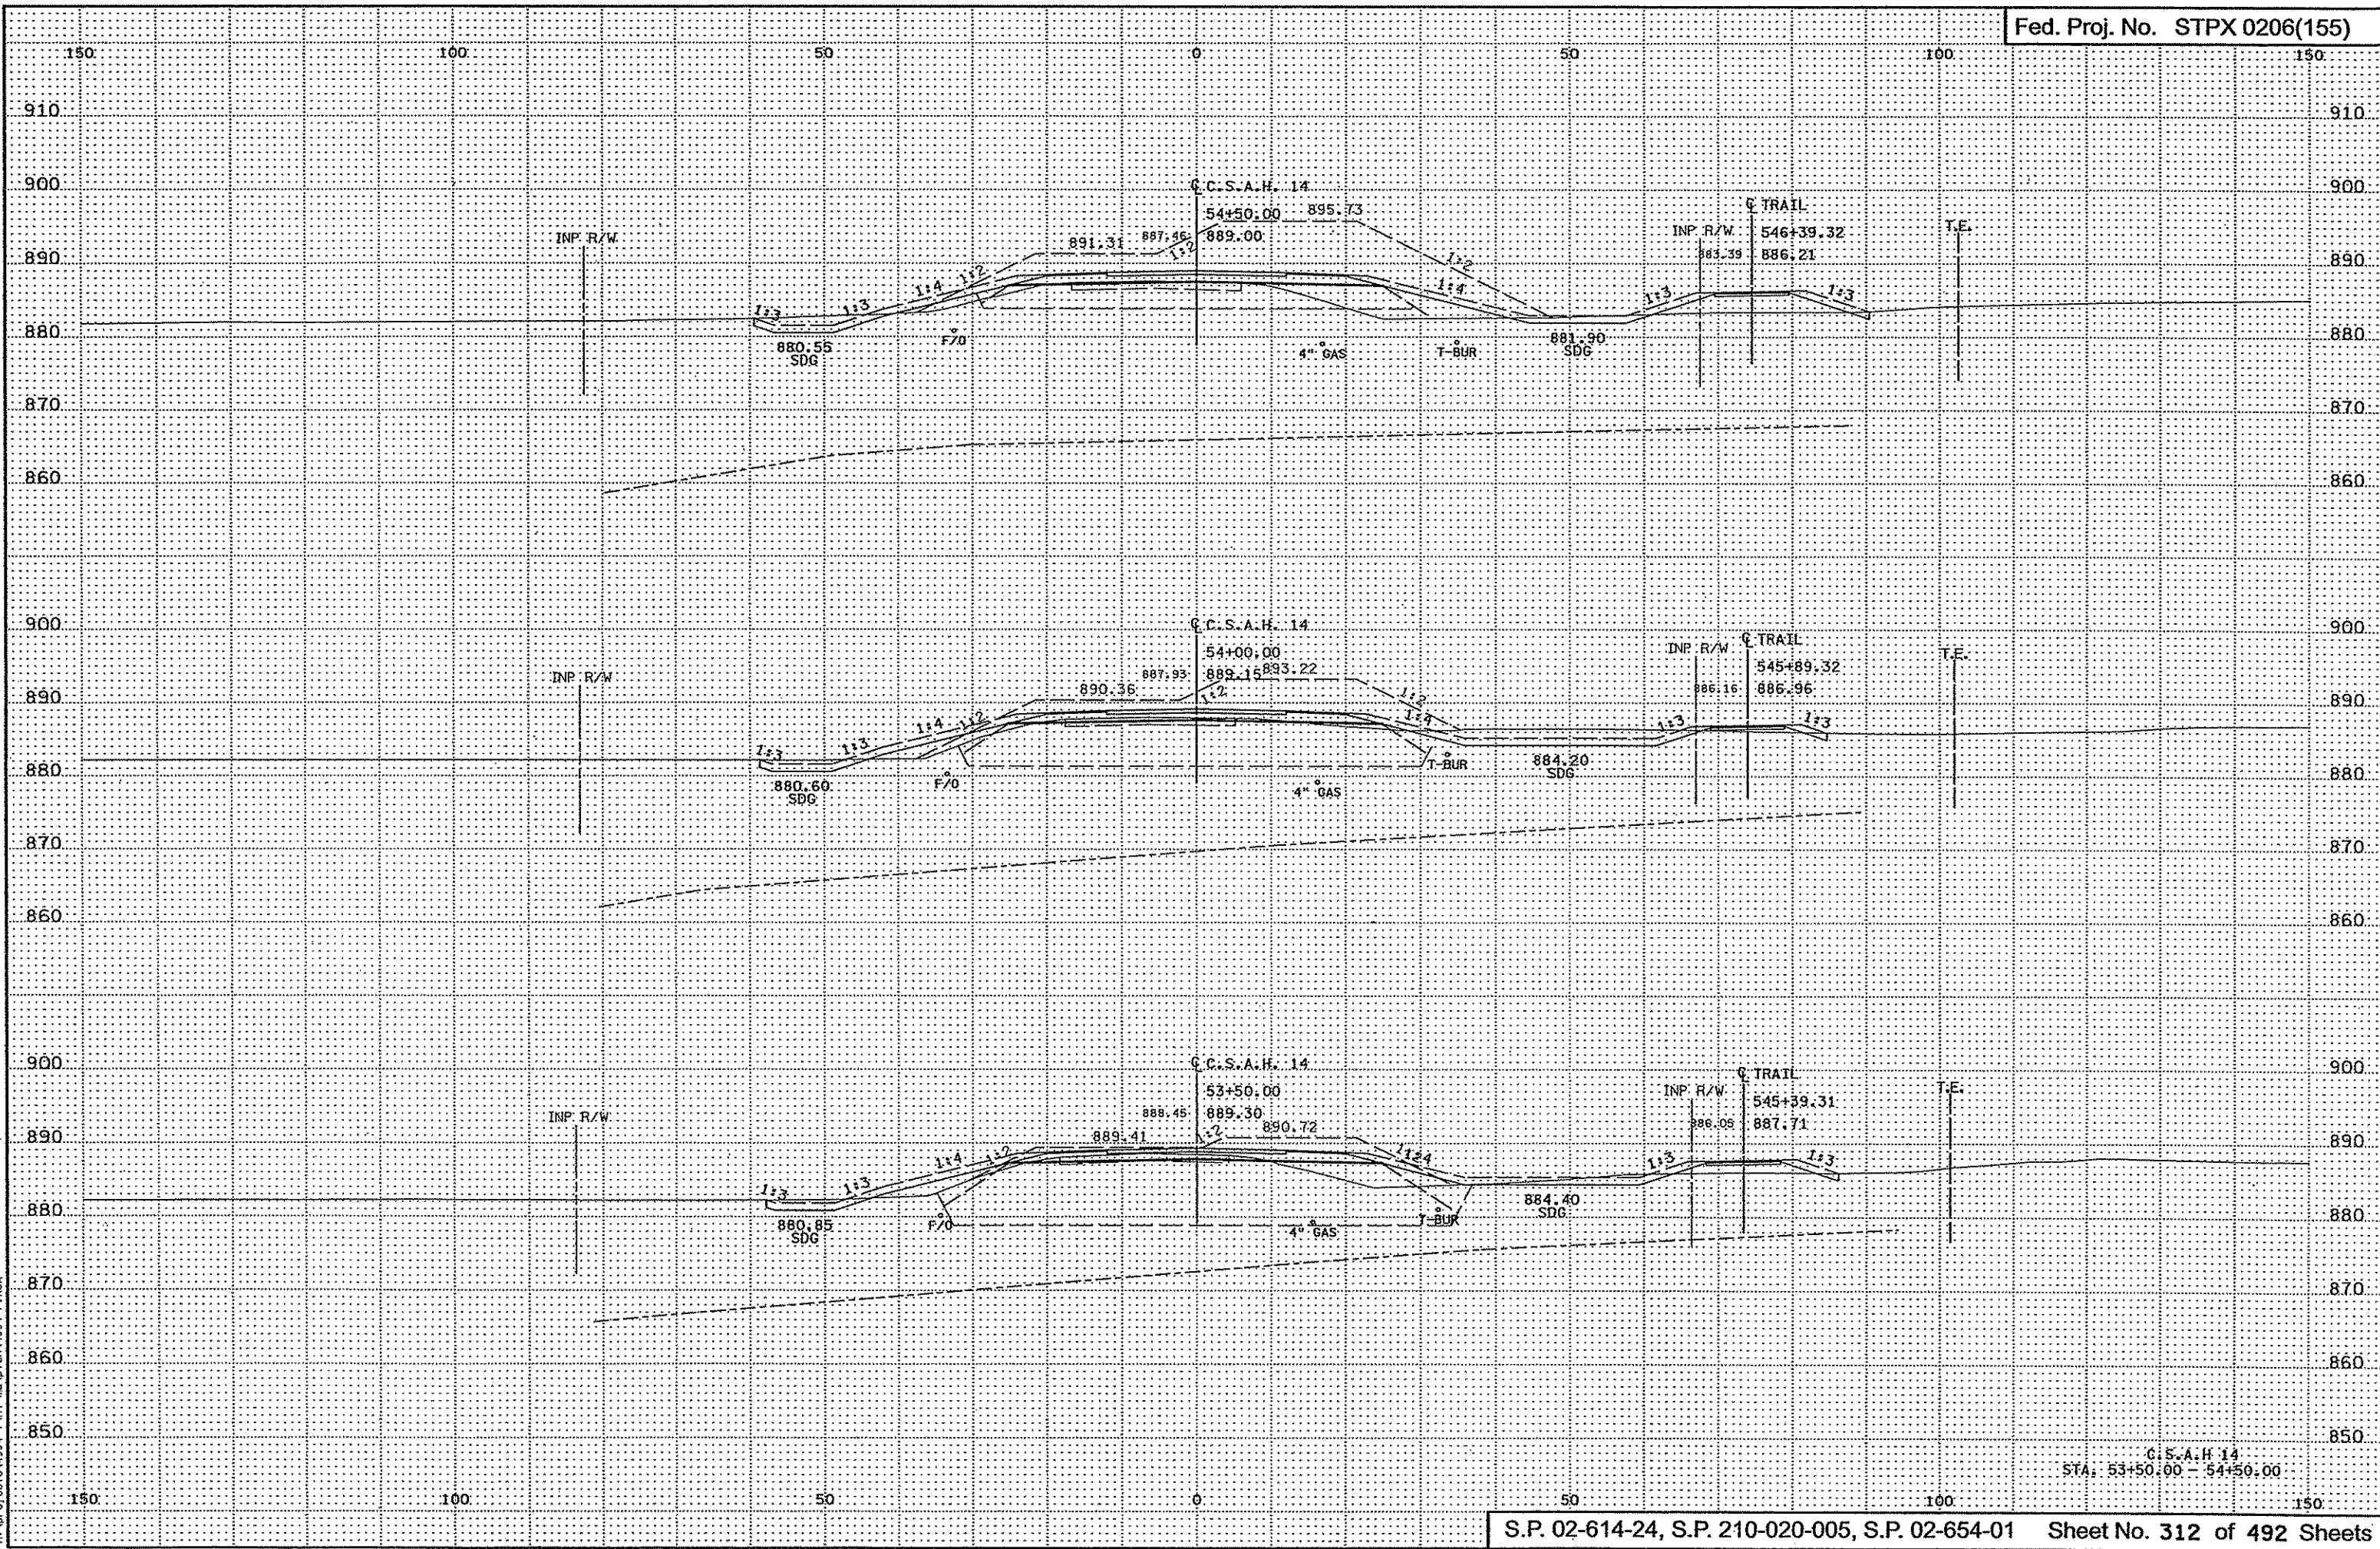 Fed. Proj. No. STPX 0206(155)
150 100 50 0 50 100 150
910 910
900 900
℄ C.S.A.H. 14
54+50.00 895.73
887.46 889.00
891.31
1:2
INP R/W
INP R/W
℄ TRAIL
546+39.32
883.39 886.21
T.E.
890 890
1:3 1:3 1:4 1:2 1:2 1:4 1:3 1:3
880 880
880.55
SDG
F/O
4" GAS
T-BUR
881.90
SDG
870 870
860 860
900 900
℄ C.S.A.H. 14
54+00.00
887.93 889.15 893.22
890.36
1:2
INP R/W
INP R/W
℄ TRAIL
545+89.32
886.16 886.96
T.E.
890 890
1:3 1:3 1:4 1:2 1:2 1:4 1:3 1:3
880 880
880.60
SDG
F/O
4" GAS
T-BUR
884.20
SDG
870 870
860 860
900 900
℄ C.S.A.H. 14
53+50.00
888.45 889.30
889.41
1:2
890.72
INP R/W
INP R/W
℄ TRAIL
545+39.31
886.05 887.71
T.E.
890 890
1:3 1:3 1:4 1:2 1:3 1:3
880 880
880.85
SDG
F/O
4" GAS
T-BUR
884.40
SDG
870 870
860 860
850 850
C.S.A.H 14
STA. 53+50.00 - 54+50.00
150 100 50 0 50 100 150
S.P. 02-614-24, S.P. 210-020-005, S.P. 02-654-01 Sheet No. 312 of 492 Sheets